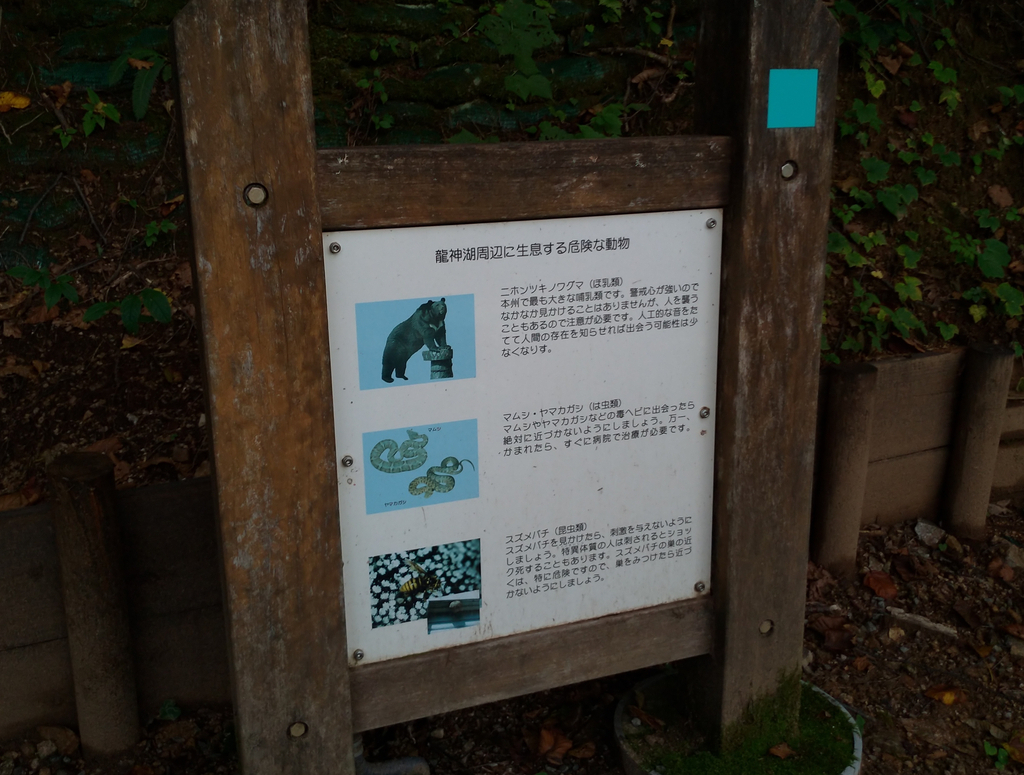 龍神湖周辺に生息する危険な動物
ニホンツキノワグマ（ほ乳類）
本州で最も大きな哺乳類です。警戒心が強いので
なかなか見かけることはありませんが、人を襲う
こともあるので注意が必要です。人工的な音をた
てて人間の存在を知らせれば出会う可能性は少
なくなりす。
マムシ
ヤマカガシ
マムシ・ヤマカガシ（は虫類）
マムシやヤマカガシなどの毒ヘビに出会ったら
絶対に近づかないようにしましょう。万一、
かまれたら、すぐに病院で治療が必要です。
スズメバチ（昆虫類）
スズメバチを見かけたら、刺激を与えないように
しましょう。特異体質の人は刺されるとショッ
ク死することもあります。スズメバチの巣の近
くは、特に危険ですので、巣をみつけたら近づ
かないようにしましょう。